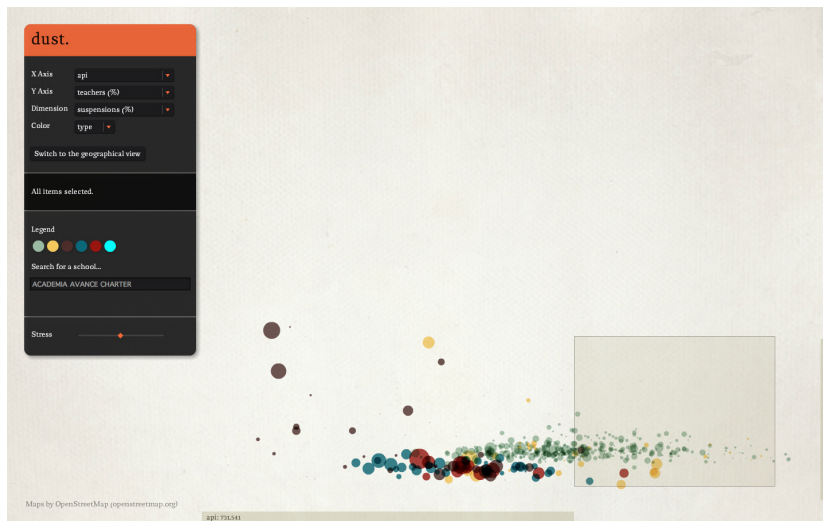 dust.
X Axis api
Y Axis teachers (%)
Dimension suspensions (%)
Color type
Switch to the geographical view
All items selected.
Legend
Search for a school...
ACADEMIA AVANCE CHARTER
Stress
Maps by OpenStreetMap (openstreetmap.org)
api: 731.541